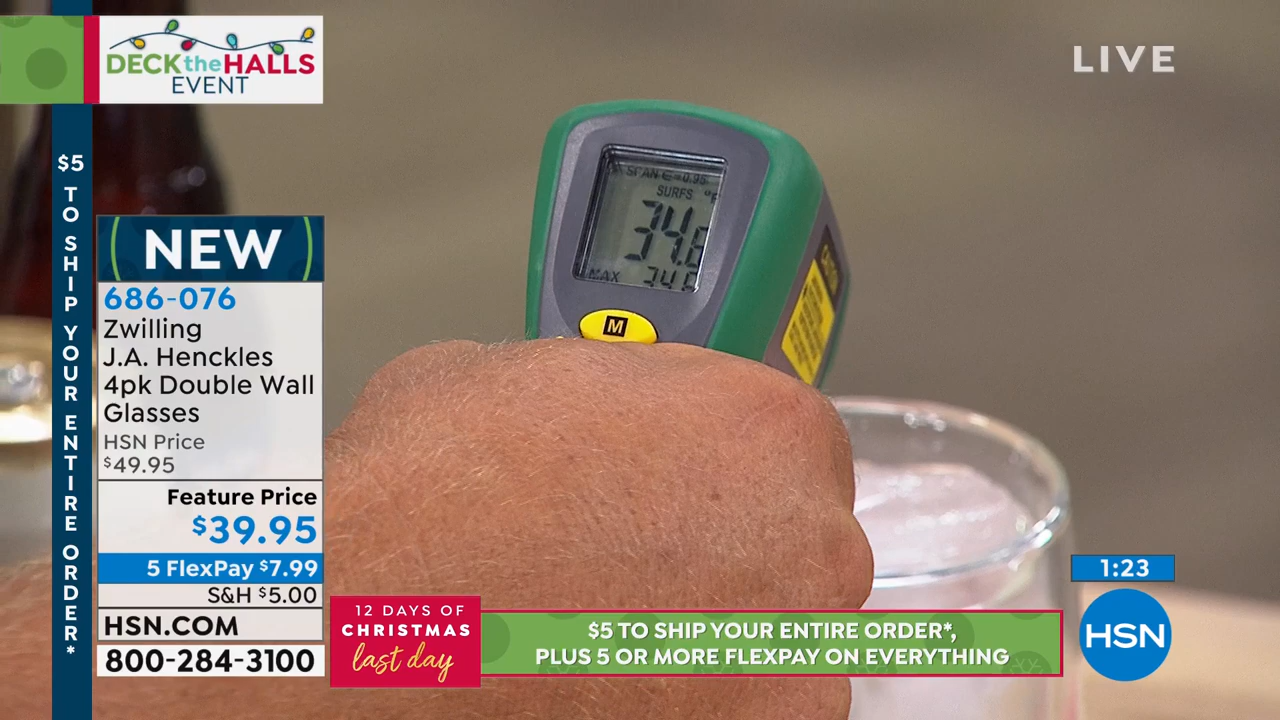 DECK the HALLS
EVENT
LIVE
$5 TO SHIP YOUR ENTIRE ORDER*
NEW
686-076
Zwilling
J.A. Henckles
4pk Double Wall
Glasses
HSN Price
$49.95
Feature Price
$39.95
5 FlexPay $7.99
S&H $5.00
HSN.COM
800-284-3100
SCAN
SURFS °F
34.8
MAX
M
12 DAYS OF
CHRISTMAS
last day
$5 TO SHIP YOUR ENTIRE ORDER*,
PLUS 5 OR MORE FLEXPAY ON EVERYTHING
1:23
HSN